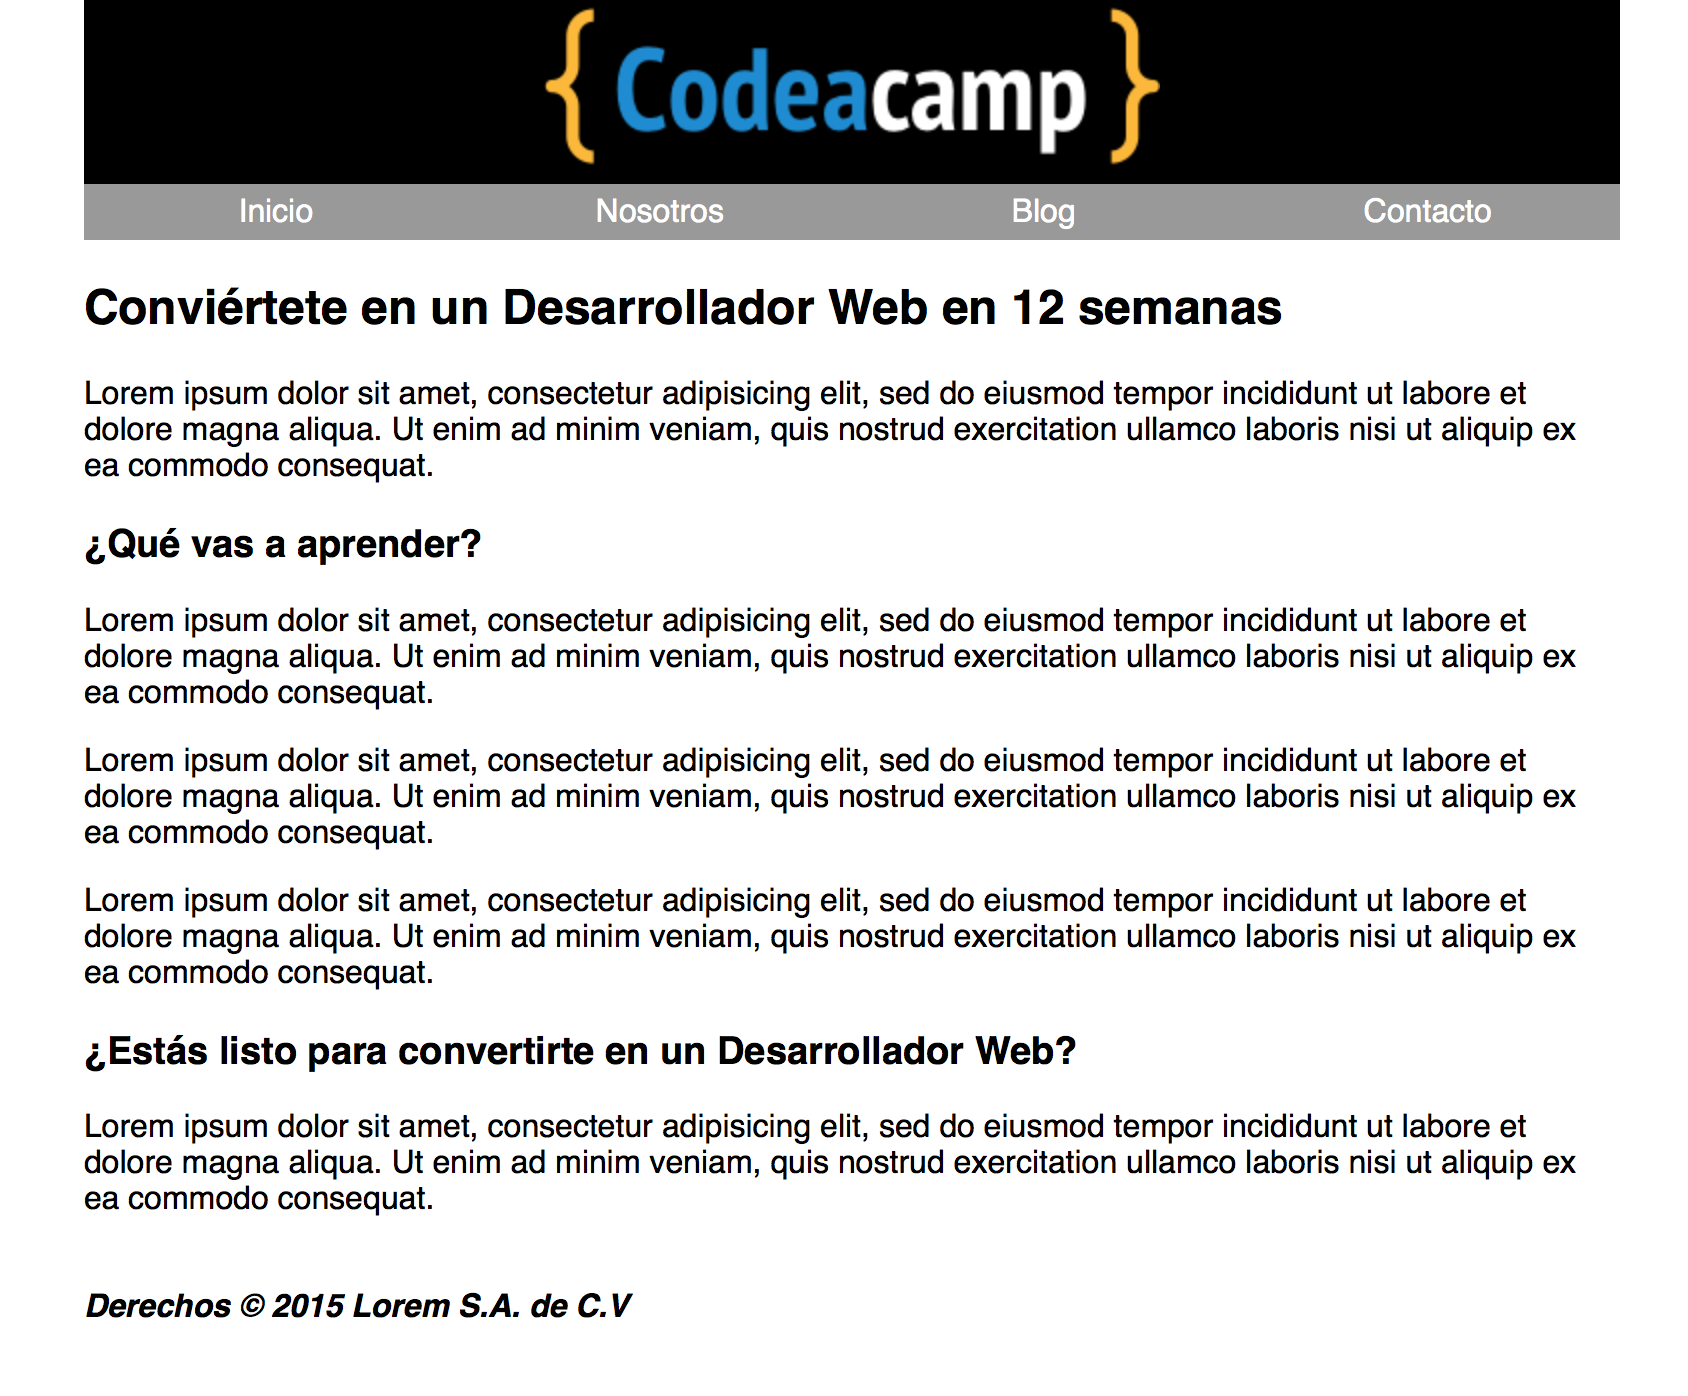 { Codeacamp }
Inicio Nosotros Blog Contacto
Conviértete en un Desarrollador Web en 12 semanas
Lorem ipsum dolor sit amet, consectetur adipisicing elit, sed do eiusmod tempor incididunt ut labore et
dolore magna aliqua. Ut enim ad minim veniam, quis nostrud exercitation ullamco laboris nisi ut aliquip ex
ea commodo consequat.
¿Qué vas a aprender?
Lorem ipsum dolor sit amet, consectetur adipisicing elit, sed do eiusmod tempor incididunt ut labore et
dolore magna aliqua. Ut enim ad minim veniam, quis nostrud exercitation ullamco laboris nisi ut aliquip ex
ea commodo consequat.
Lorem ipsum dolor sit amet, consectetur adipisicing elit, sed do eiusmod tempor incididunt ut labore et
dolore magna aliqua. Ut enim ad minim veniam, quis nostrud exercitation ullamco laboris nisi ut aliquip ex
ea commodo consequat.
Lorem ipsum dolor sit amet, consectetur adipisicing elit, sed do eiusmod tempor incididunt ut labore et
dolore magna aliqua. Ut enim ad minim veniam, quis nostrud exercitation ullamco laboris nisi ut aliquip ex
ea commodo consequat.
¿Estás listo para convertirte en un Desarrollador Web?
Lorem ipsum dolor sit amet, consectetur adipisicing elit, sed do eiusmod tempor incididunt ut labore et
dolore magna aliqua. Ut enim ad minim veniam, quis nostrud exercitation ullamco laboris nisi ut aliquip ex
ea commodo consequat.
Derechos © 2015 Lorem S.A. de C.V